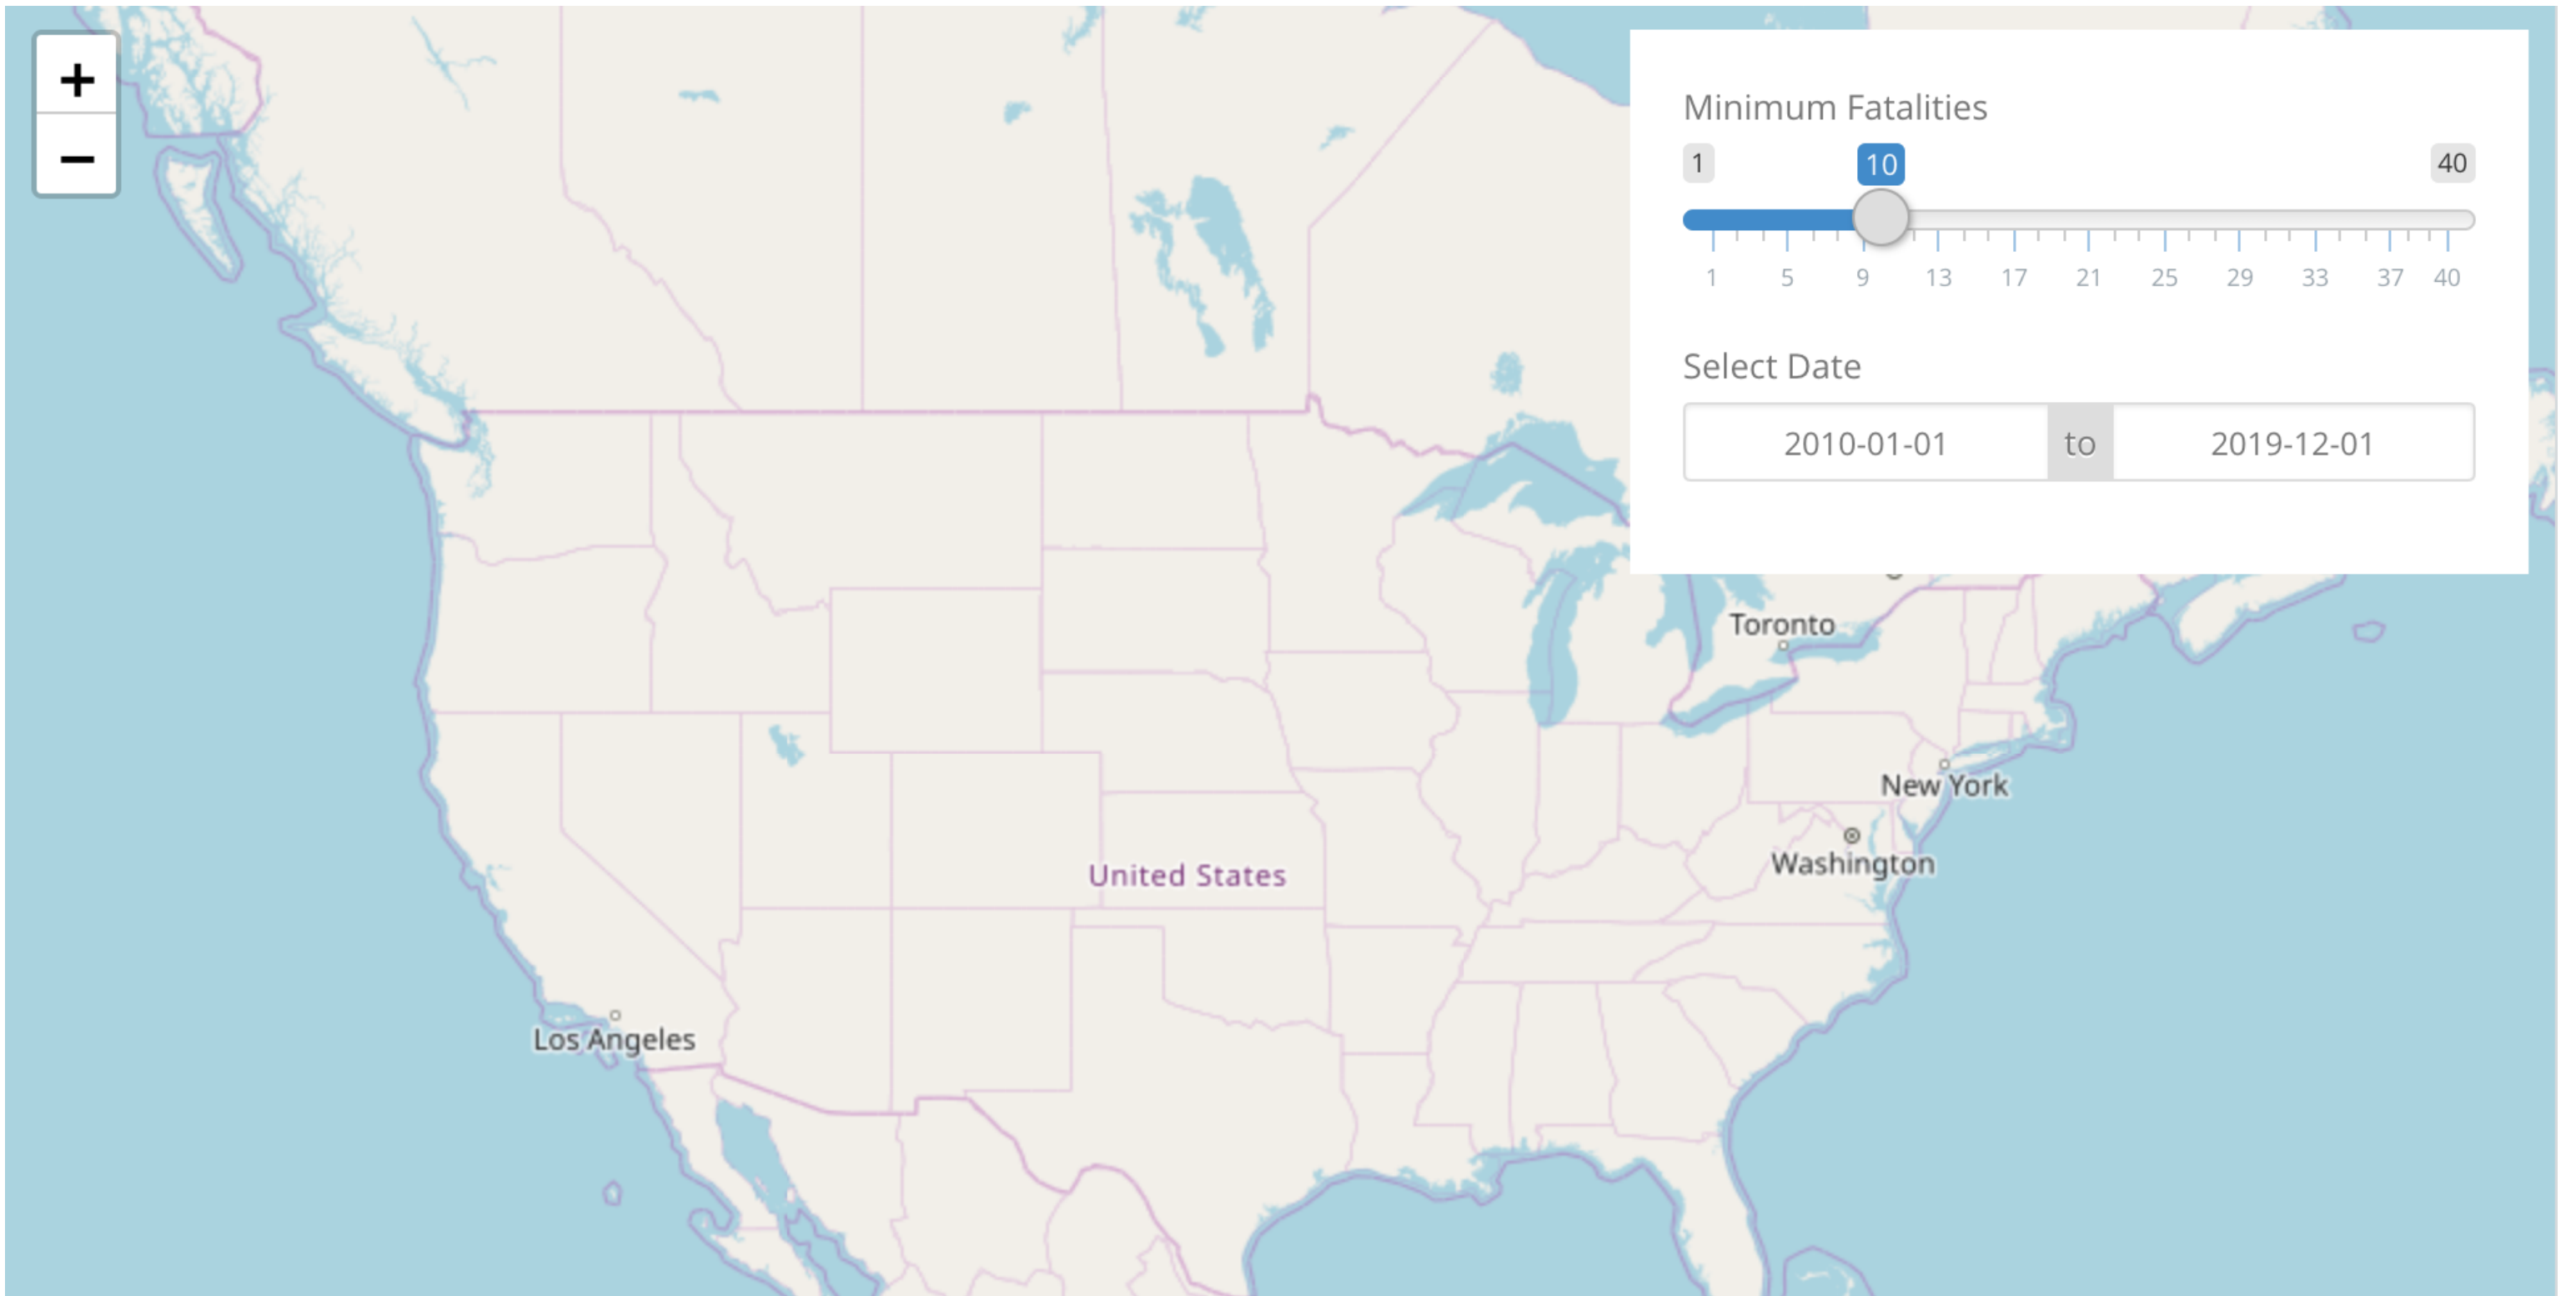 +
−
Minimum Fatalities
1 10 40
1 5 9 13 17 21 25 29 33 37 40
Select Date
2010-01-01 to 2019-12-01
Toronto
New York
Washington
United States
Los Angeles